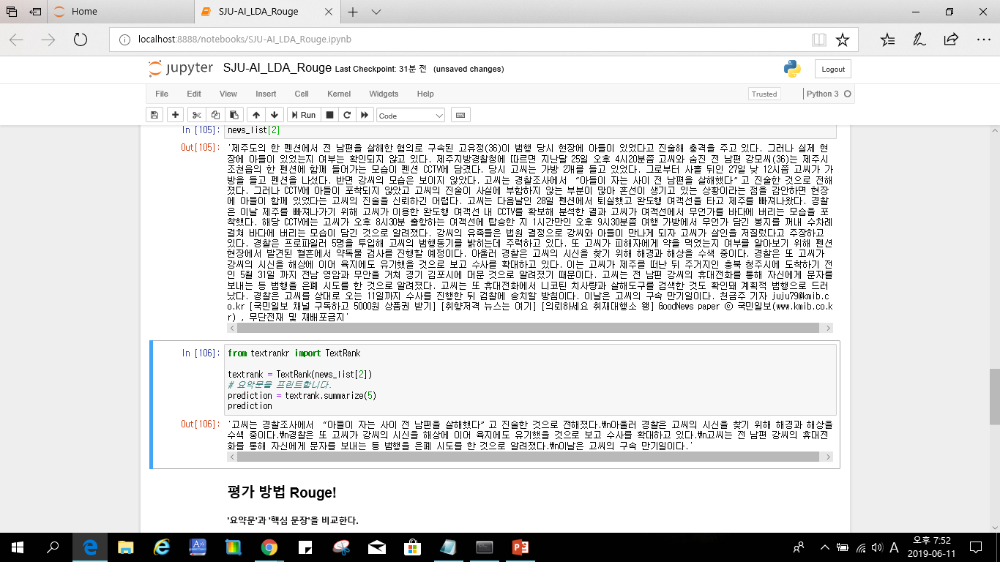 Home
SJU-AI_LDA_Rouge
localhost:8888/notebooks/SJU-AI_LDA_Rouge.ipynb
jupyter SJU-AI_LDA_Rouge Last Checkpoint: 31분 전 (unsaved changes)
Logout
File Edit View Insert Cell Kernel Widgets Help
Trusted Python 3
Run Code
In [105]: news_list[2]
Out[105]: '제주도의 한 펜션에서 전 남편을 살해한 혐의로 구속된 고유정(36)이 범행 당시 현장에 아들이 있었다고 진술해 충격을 주고 있다. 그러나 실제 현
장에 아들이 있었는지 여부는 확인되지 않고 있다. 제주지방경찰청에 따르면 지난달 25일 오후 4시20분쯤 고씨와 숨진 전 남편 강모씨(36)는 제주시
조천읍의 한 펜션에 함께 들어가는 모습이 펜션 CCTV에 담겼다. 당시 고씨는 가방 2개를 들고 있었다. 그로부터 사흘 뒤인 27일 낮 12시쯤 고씨가 가
방을 들고 펜션을 나섰다. 반면 강씨의 모습은 보이지 않았다. 고씨는 경찰조사에서 “아들이 자는 사이 전 남편을 살해했다”고 진술한 것으로 전해
졌다. 그러나 CCTV에 아들이 포착되지 않았고 고씨의 진술이 사실에 부합하지 않는 부분이 많아 혼선이 생기고 있는 상황이라는 점을 감안하면 현장
에 아들이 함께 있었다는 고씨의 진술을 신뢰하긴 어렵다. 고씨는 다음날인 28일 펜션에서 퇴실했고 완도행 여객선을 타고 제주를 빠져나왔다. 경찰
은 이날 제주를 빠져나가기 위해 고씨가 이용한 완도행 여객선 내 CCTV를 확보해 분석한 결과 고씨가 여객선에서 무언가를 바다에 버리는 모습을 포
착했다. 해당 CCTV에는 고씨가 오후 8시30분 출항하는 여객선에 탑승한 지 1시간만인 오후 9시30분쯤 여행 가방에서 무언가 담긴 봉지를 꺼내 수차례
걸쳐 바다에 버리는 모습이 담긴 것으로 알려졌다. 강씨의 유족들은 법원 결정으로 강씨와 아들이 만나게 되자 고씨가 살인을 저질렀다고 주장하고
있다. 경찰은 프로파일러 5명을 투입해 고씨의 범행동기를 밝히는데 주력하고 있다. 또 고씨가 피해자에게 약을 먹였는지 여부를 알아보기 위해 펜션
현장에서 발견된 혈흔에서 약독물 검사를 진행할 예정이다. 아울러 경찰은 고씨의 시신을 찾기 위해 해경과 해상을 수색 중이다. 경찰은 또 고씨가
강씨의 시신을 해상에 이어 육지에도 유기했을 것으로 보고 수사를 확대하고 있다. 이는 고씨가 제주를 떠난 뒤 주거지인 충북 청주시에 도착하기 전
인 5월 31일 까지 전남 영암과 무안을 거쳐 경기 김포시에 머문 것으로 알려졌기 때문이다. 고씨는 전 남편 강씨의 휴대전화를 통해 자신에게 문자를
보내는 등 범행을 은폐 시도를 한 것으로 알려졌다. 고씨는 또 휴대전화에서 니코틴 치사량과 살해도구를 검색한 것도 확인돼 계획적 범행으로 드러
났다. 경찰은 고씨를 상대로 오는 11일까지 수사를 진행한 뒤 검찰에 송치할 방침이다. 이날은 고씨의 구속 만기일이다. 천금주 기자 juju79@kmib.c
o.kr [국민일보 채널 구독하고 5000원 상품권 받기] [취향저격 뉴스는 여기] [의뢰하세요 취재대행소 왱] GoodNews paper ⓒ 국민일보(www.kmib.co.k
r) , 무단전재 및 재배포금지'
In [106]: from textrankr import TextRank
textrank = TextRank(news_list[2])
# 요약문을 프린트합니다.
prediction = textrank.summarize(5)
prediction
Out[106]: '고씨는 경찰조사에서 “아들이 자는 사이 전 남편을 살해했다”고 진술한 것으로 전해졌다.₩n아울러 경찰은 고씨의 시신을 찾기 위해 해경과 해상을
수색 중이다.₩n경찰은 또 고씨가 강씨의 시신을 해상에 이어 육지에도 유기했을 것으로 보고 수사를 확대하고 있다.₩n고씨는 전 남편 강씨의 휴대전
화를 통해 자신에게 문자를 보내는 등 범행을 은폐 시도를 한 것으로 알려졌다.₩n이날은 고씨의 구속 만기일이다.'
평가 방법 Rouge!
'요약문'과 '핵심 문장'을 비교한다.
A 오후 7:52
2019-06-11